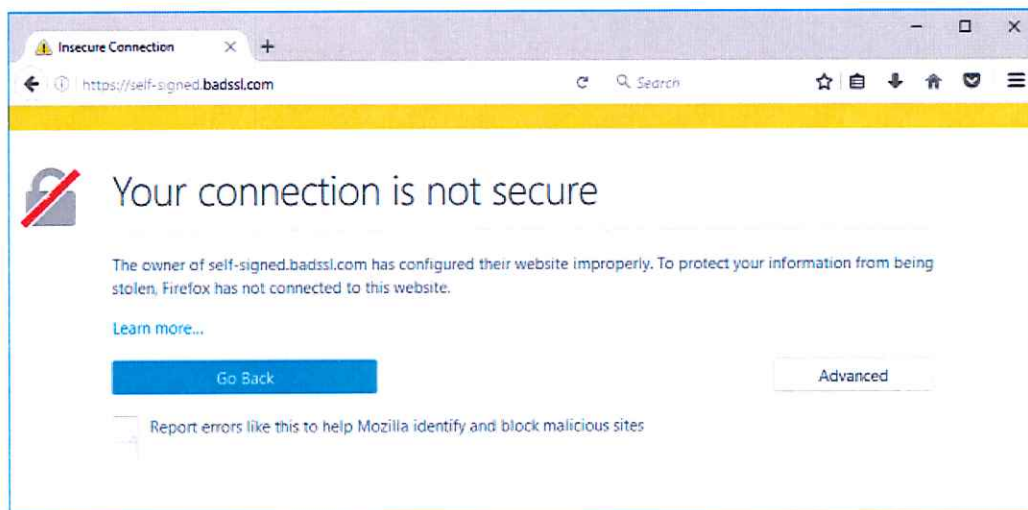 Insecure Connection
https://self-signed.badssl.com
Search
Your connection is not secure
The owner of self-signed.badssl.com has configured their website improperly. To protect your information from being
stolen, Firefox has not connected to this website.
Learn more...
Go Back
Advanced
Report errors like this to help Mozilla identify and block malicious sites